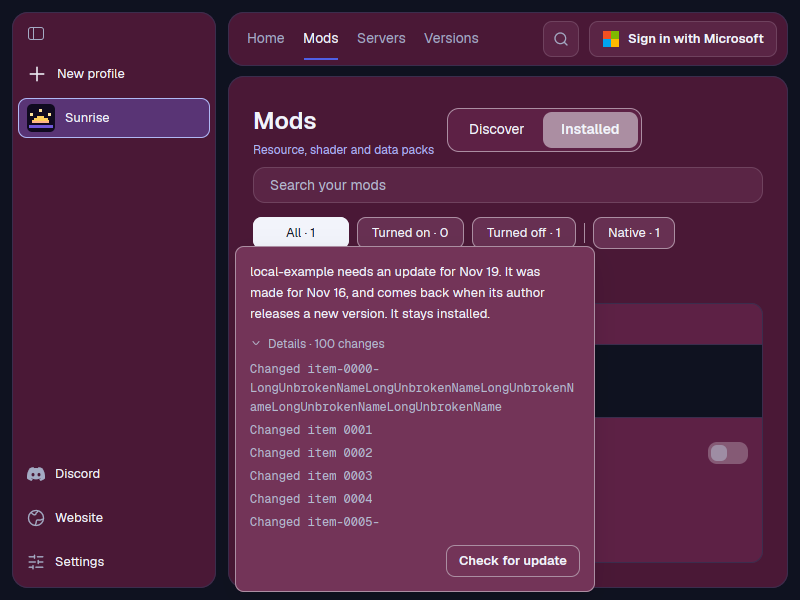 New profile
Sunrise
Discord
Website
Settings
Home
Mods
Servers
Versions
Sign in with Microsoft
Mods
Resource, shader and data packs
Discover
Installed
Search your mods
All · 1
Turned on · 0
Turned off · 1
Native · 1
local-example needs an update for Nov 19. It was
made for Nov 16, and comes back when its author
releases a new version. It stays installed.
Details · 100 changes
Changed item-0000-
LongUnbrokenNameLongUnbrokenNameLongUnbrokenN
ameLongUnbrokenNameLongUnbrokenName
Changed item 0001
Changed item 0002
Changed item 0003
Changed item 0004
Changed item-0005-
Check for update